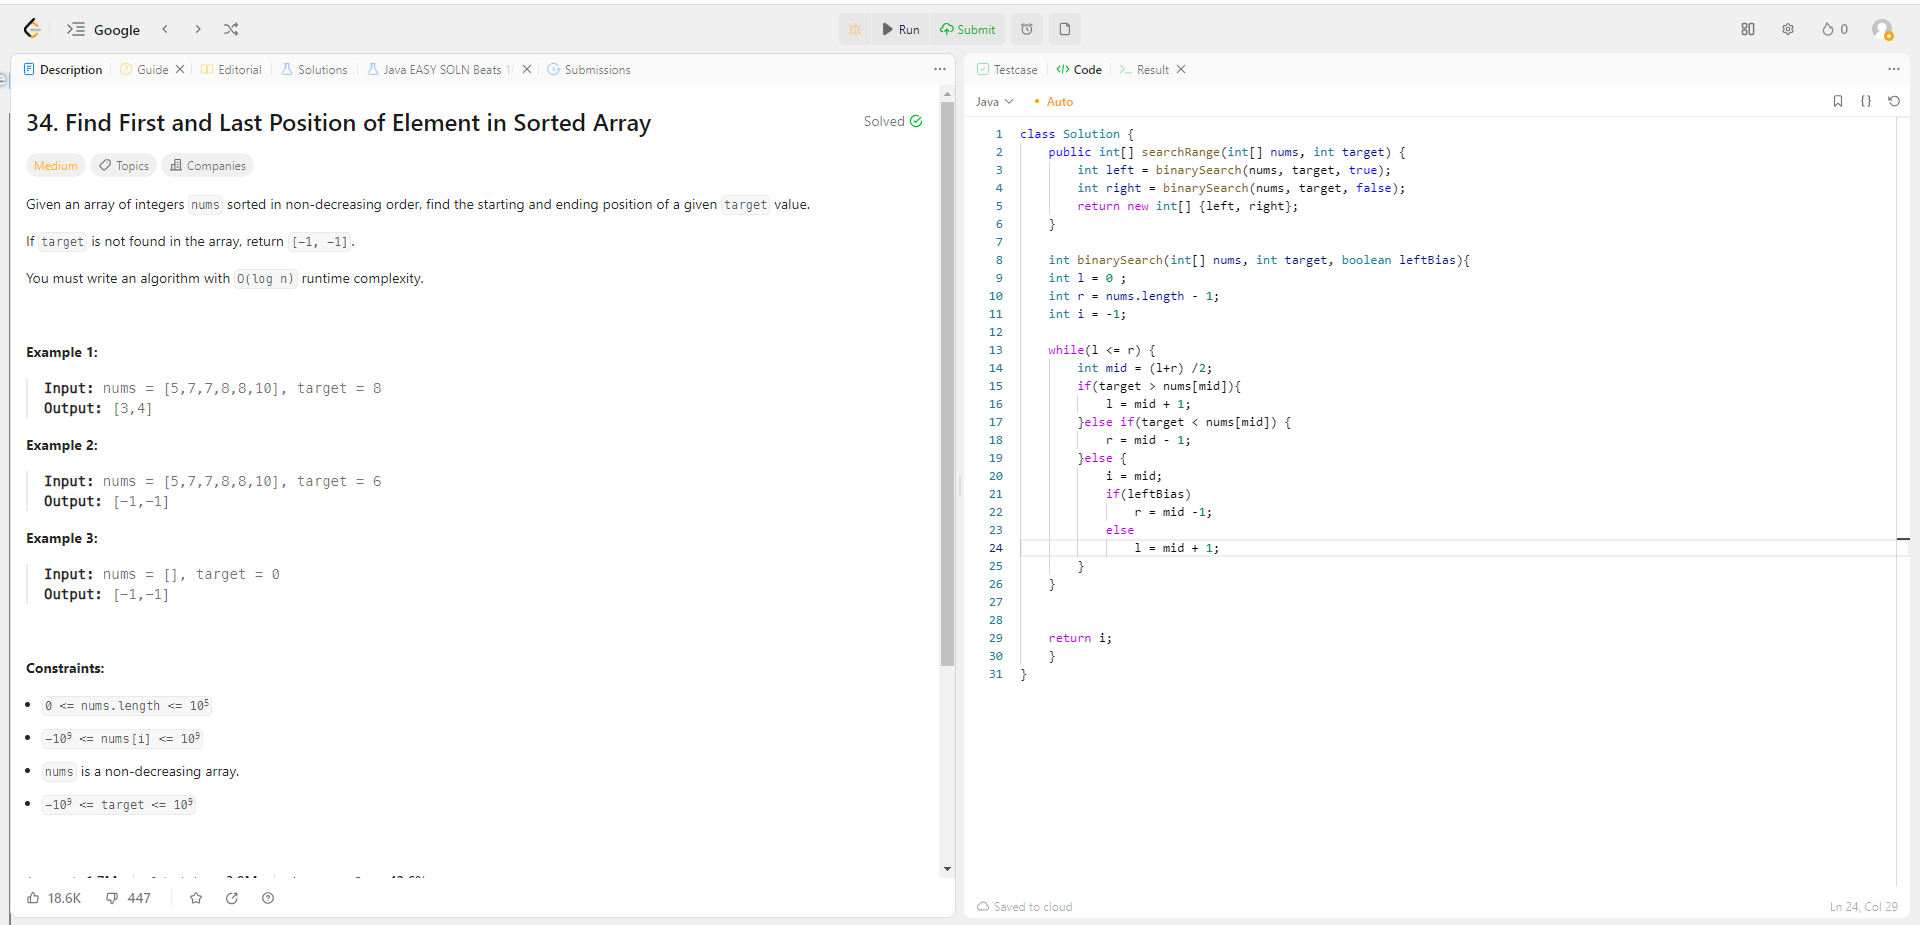 Google
Run
Submit
0
Description
Guide
Editorial
Solutions
Java EASY SOLN Beats 1
Submissions
34. Find First and Last Position of Element in Sorted Array
Solved
Medium
Topics
Companies
Given an array of integers nums sorted in non-decreasing order, find the starting and ending position of a given target value.
If target is not found in the array, return [-1, -1].
You must write an algorithm with O(log n) runtime complexity.
Example 1:
Input: nums = [5,7,7,8,8,10], target = 8
Output: [3,4]
Example 2:
Input: nums = [5,7,7,8,8,10], target = 6
Output: [-1,-1]
Example 3:
Input: nums = [], target = 0
Output: [-1,-1]
Constraints:
0 <= nums.length <= 10⁵
-10⁹ <= nums[i] <= 10⁹
nums is a non-decreasing array.
-10⁹ <= target <= 10⁹
18.6K
447
Testcase
Code
Result
Java
Auto
1 class Solution {
2     public int[] searchRange(int[] nums, int target) {
3         int left = binarySearch(nums, target, true);
4         int right = binarySearch(nums, target, false);
5         return new int[] {left, right};
6     }
7
8     int binarySearch(int[] nums, int target, boolean leftBias){
9     int l = 0 ;
10     int r = nums.length - 1;
11     int i = -1;
12
13     while(l <= r) {
14         int mid = (l+r) /2;
15         if(target > nums[mid]){
16             l = mid + 1;
17         }else if(target < nums[mid]) {
18             r = mid - 1;
19         }else {
20             i = mid;
21             if(leftBias)
22                 r = mid -1;
23             else
24                 l = mid + 1;
25         }
26     }
27
28
29     return i;
30     }
31 }
Saved to cloud
Ln 24, Col 29